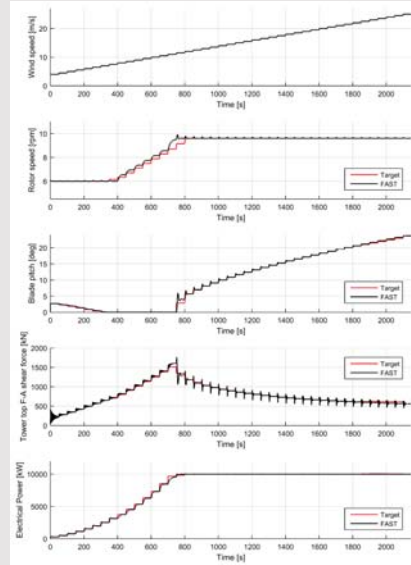 Wind speed [m/s]
20
10
0
0 200 400 600 800 1000 1200 1400 1600 1800 2000
Time [s]
Rotor speed [rpm]
10
8
6
Target
FAST
0 200 400 600 800 1000 1200 1400 1600 1800 2000
Time [s]
Blade pitch [deg]
20
15
10
5
0
Target
FAST
0 200 400 600 800 1000 1200 1400 1600 1800 2000
Time [s]
Tower top F-A shear force [kN]
2000
1500
1000
500
0
Target
FAST
0 200 400 600 800 1000 1200 1400 1600 1800 2000
Time [s]
Electrical Power [kW]
10000
5000
0
Target
FAST
0 200 400 600 800 1000 1200 1400 1600 1800 2000
Time [s]